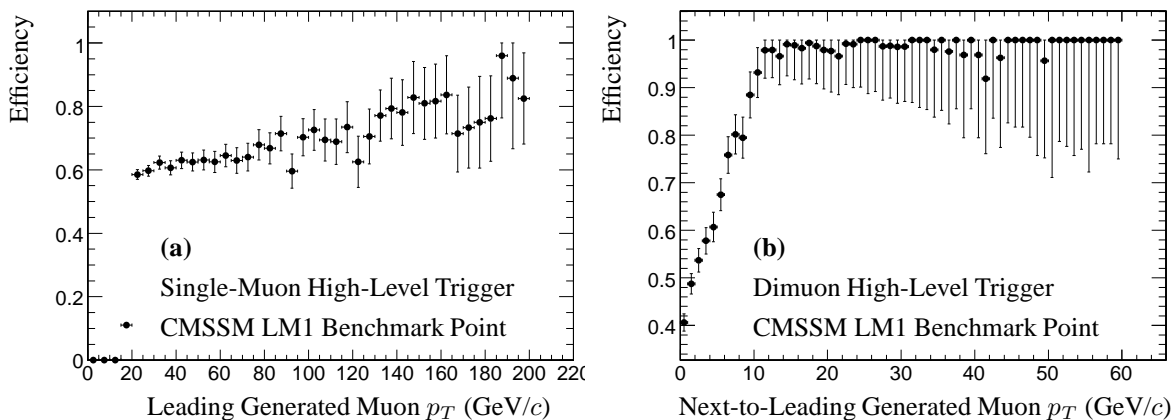 Efficiency
1
0.8
0.6
0.4
0.2
0
(a)
Single-Muon High-Level Trigger
CMSSM LM1 Benchmark Point
0 20 40 60 80 100 120 140 160 180 200 220
Leading Generated Muon pT (GeV/c)
Efficiency
1
0.9
0.8
0.7
0.6
0.5
0.4
(b)
Dimuon High-Level Trigger
CMSSM LM1 Benchmark Point
0 10 20 30 40 50 60
Next-to-Leading Generated Muon pT (GeV/c)